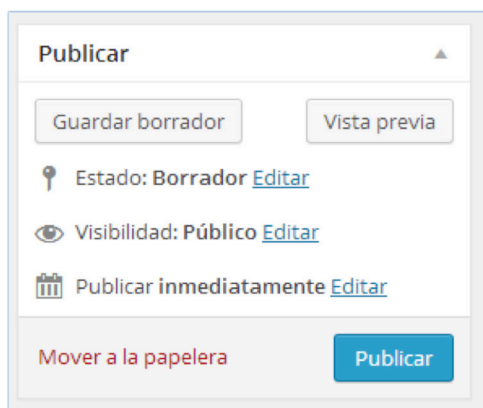 Publicar
Guardar borrador Vista previa
Estado: Borrador Editar
Visibilidad: Público Editar
Publicar inmediatamente Editar
Mover a la papelera Publicar